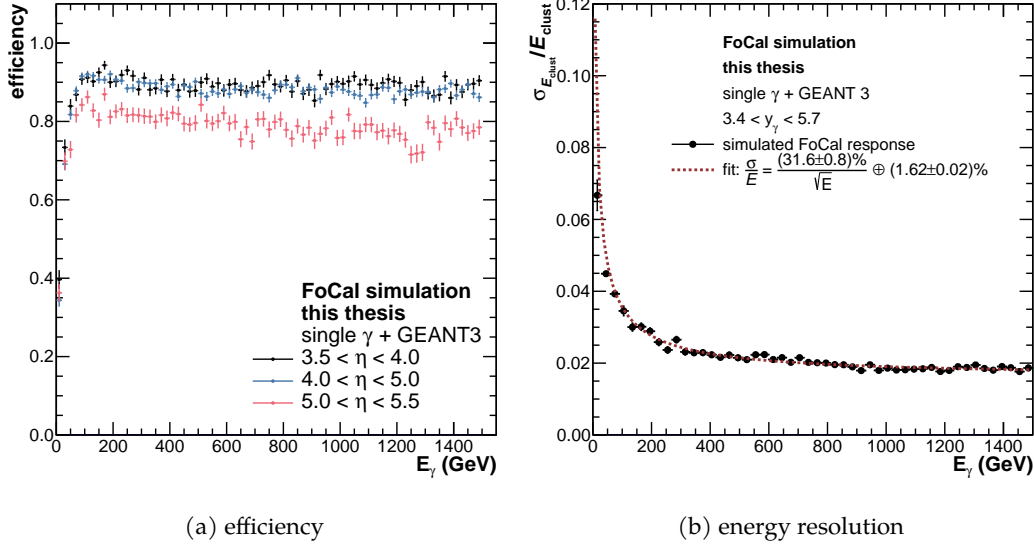 efficiency
1.0
0.8
0.6
0.4
0.2
0.0
0 200 400 600 800 1000 1200 1400
E_γ (GeV)
FoCal simulation
this thesis
single γ + GEANT3
3.5 < η < 4.0
4.0 < η < 5.0
5.0 < η < 5.5
(a) efficiency
σ_{E_clust}/E_clust
0.12
0.10
0.08
0.06
0.04
0.02
0.00
0 200 400 600 800 1000 1200 1400
E_γ (GeV)
FoCal simulation
this thesis
single γ + GEANT 3
3.4 < y_γ < 5.7
simulated FoCal response
fit: σ/E = (31.6±0.8)%/√E ⊕ (1.62±0.02)%
(b) energy resolution